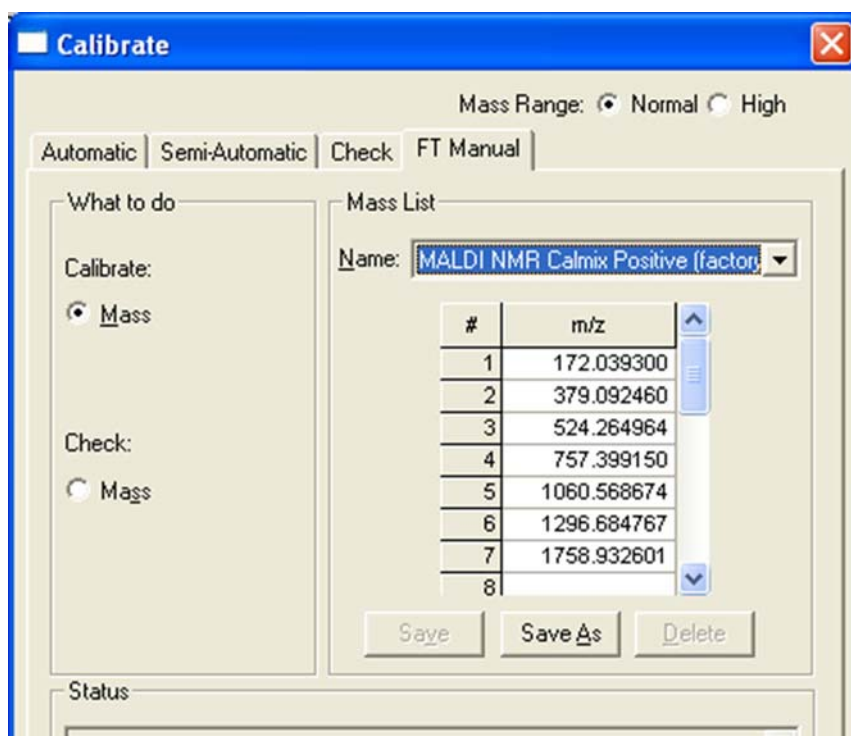 Calibrate
Mass Range: Normal High
Automatic Semi-Automatic Check FT Manual
What to do
Calibrate:
Mass
Check:
Mass
Mass List
Name: MALDI NMR Calmix Positive (factory
# m/z
1 172.039300
2 379.092460
3 524.264964
4 757.399150
5 1060.568674
6 1296.684767
7 1758.932601
8
Save Save As Delete
Status